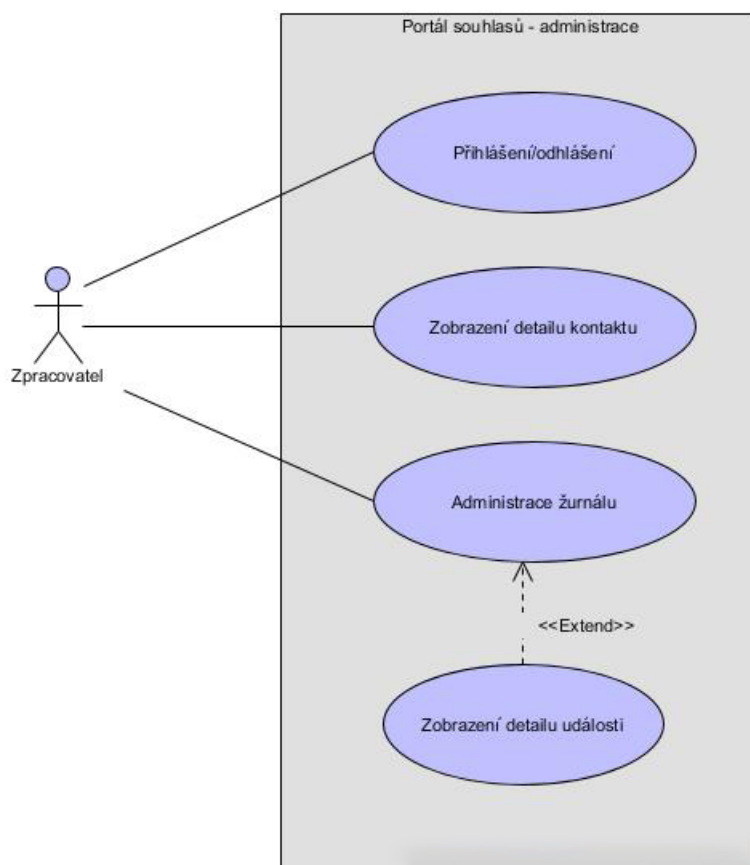 Portál souhlasů - administrace
Přihlášení/odhlášení
Zobrazení detailu kontaktu
Zpracovatel
Administrace žurnálu
<<Extend>>
Zobrazení detailu události